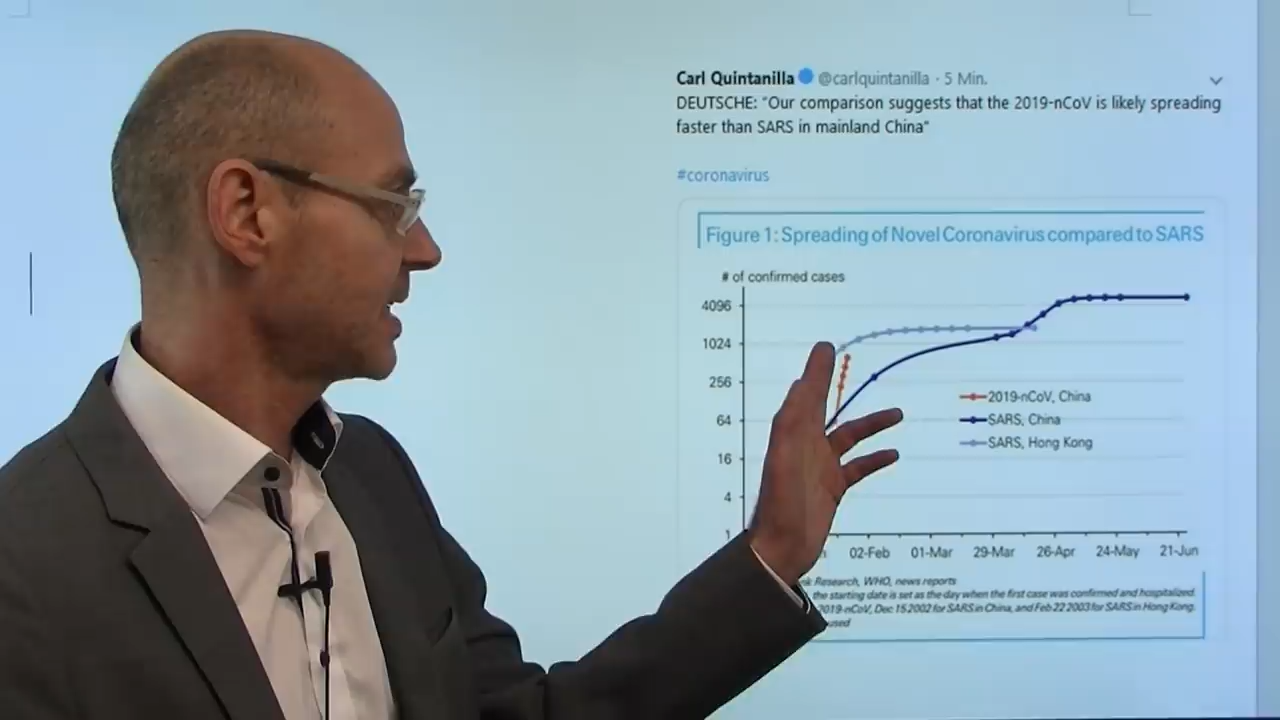 Carl Quintanilla @carlquintanilla · 5 Min.
DEUTSCHE: "Our comparison suggests that the 2019-nCoV is likely spreading
faster than SARS in mainland China"
#coronavirus
Figure 1: Spreading of Novel Coronavirus compared to SARS
# of confirmed cases
4096
1024
256
64
16
4
1
2019-nCoV, China
SARS, China
SARS, Hong Kong
02-Feb 01-Mar 29-Mar 26-Apr 24-May 21-Jun
Research, WHO, news reports
the starting date is set as the day when the first case was confirmed and hospitalized.
2019-nCoV, Dec 15 2002 for SARS in China, and Feb 22 2003 for SARS in Hong Kong.